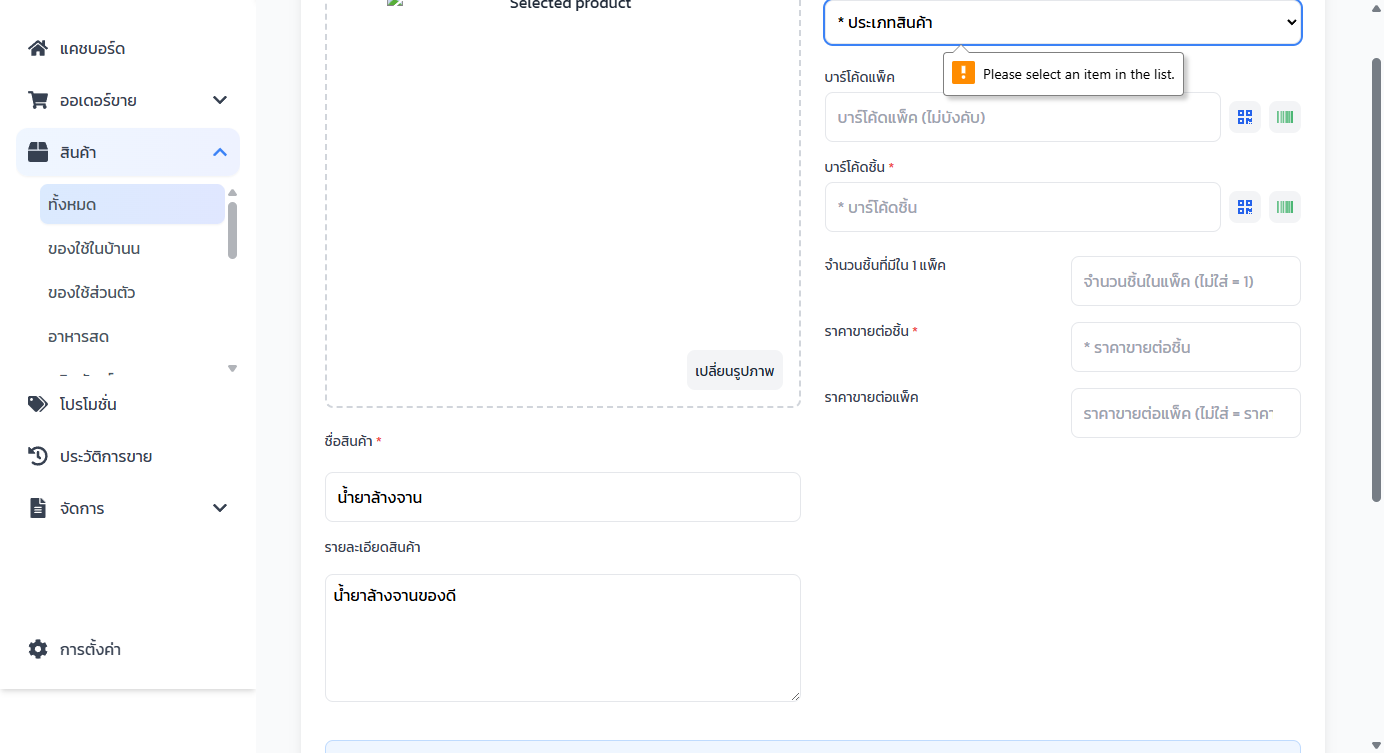 แคชบอร์ด
ออเดอร์ขาย
สินค้า
ทั้งหมด
ของใช้ในบ้านน
ของใช้ส่วนตัว
อาหารสด
โปรโมชั่น
ประวัติการขาย
จัดการ
การตั้งค่า
Selected product
เปลี่ยนรูปภาพ
ชื่อสินค้า *
น้ำยาล้างจาน
รายละเอียดสินค้า
น้ำยาล้างจานของดี
* ประเภทสินค้า
Please select an item in the list.
บาร์โค้ดแพ็ค
บาร์โค้ดแพ็ค (ไม่บังคับ)
บาร์โค้ดชิ้น *
* บาร์โค้ดชิ้น
จำนวนชิ้นที่มีใน 1 แพ็ค
จำนวนชิ้นในแพ็ค (ไม่ใส่ = 1)
ราคาขายต่อชิ้น *
* ราคาขายต่อชิ้น
ราคาขายต่อแพ็ค
ราคาขายต่อแพ็ค (ไม่ใส่ = ราคา